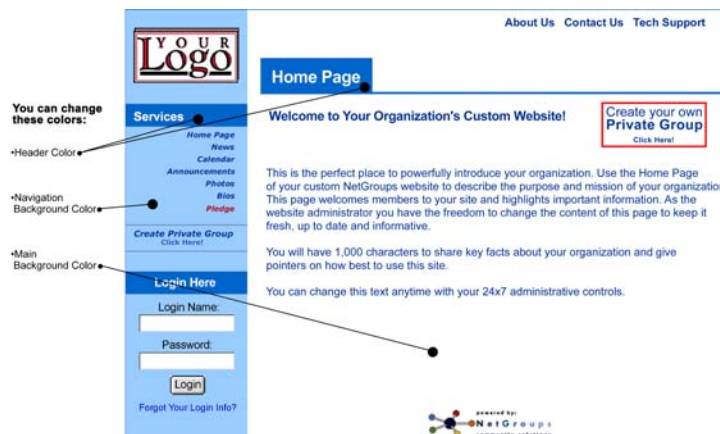 About Us Contact Us Tech Support
YOUR
Logo
Home Page
You can change
these colors:
•Header Color
•Navigation
Background Color
•Main
Background Color
Services
Home Page
News
Calendar
Announcements
Photos
Bios
Pledge
Create Private Group
Click Here!
Login Here
Login Name:
Password:
Login
Forgot Your Login Info?
Welcome to Your Organization's Custom Website!
Create your own
Private Group
Click Here!
This is the perfect place to powerfully introduce your organization. Use the Home Page
of your custom NetGroups website to describe the purpose and mission of your organization
This page welcomes members to your site and highlights important information. As the
website administrator you have the freedom to change the content of this page to keep it
fresh, up to date and informative.
You will have 1,000 characters to share key facts about your organization and give
pointers on how best to use this site.
You can change this text anytime with your 24x7 administrative controls.
powered by:
NetGroups